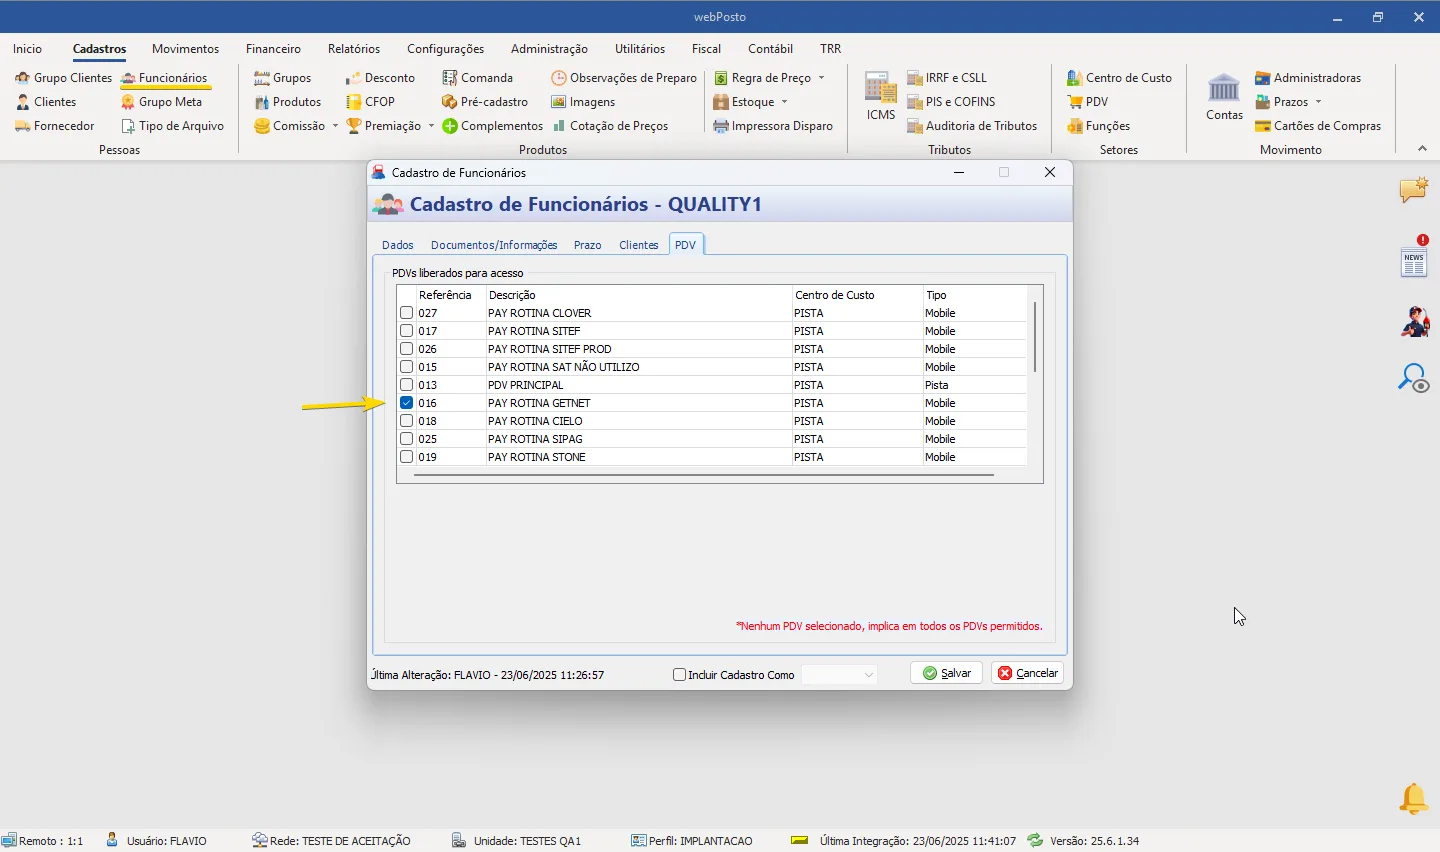 webPosto
Inicio Cadastros Movimentos Financeiro Relatórios Configurações Administração Utilitários Fiscal Contábil TRR
Grupo Clientes Funcionários Grupos Desconto Comanda Observações de Preparo Regra de Preço IRRF e CSLL Centro de Custo Administradoras
Clientes Grupo Meta Produtos CFOP Pré-cadastro Imagens Estoque ICMS PIS e COFINS PDV Contas Prazos
Fornecedor Tipo de Arquivo Comissão Premiação Complementos Cotação de Preços Impressora Disparo Auditoria de Tributos Funções Cartões de Compras
Pessoas Produtos Tributos Setores Movimento
Cadastro de Funcionários
Cadastro de Funcionários - QUALITY1
Dados Documentos/Informações Prazo Clientes PDV
PDVs liberados para acesso
Referência Descrição Centro de Custo Tipo
027 PAY ROTINA CLOVER PISTA Mobile
017 PAY ROTINA SITEF PISTA Mobile
026 PAY ROTINA SITEF PROD PISTA Mobile
015 PAY ROTINA SAT NÃO UTILIZO PISTA Mobile
013 PDV PRINCIPAL PISTA Pista
016 PAY ROTINA GETNET PISTA Mobile
018 PAY ROTINA CIELO PISTA Mobile
025 PAY ROTINA SIPAG PISTA Mobile
019 PAY ROTINA STONE PISTA Mobile
*Nenhum PDV selecionado, implica em todos os PDVs permitidos.
Última Alteração: FLAVIO - 23/06/2025 11:26:57 Incluir Cadastro Como Salvar Cancelar
NEWS
Remoto : 1:1 Usuário: FLAVIO Rede: TESTE DE ACEITAÇÃO Unidade: TESTES QA1 Perfil: IMPLANTACAO Última Integração: 23/06/2025 11:41:07 Versão: 25.6.1.34